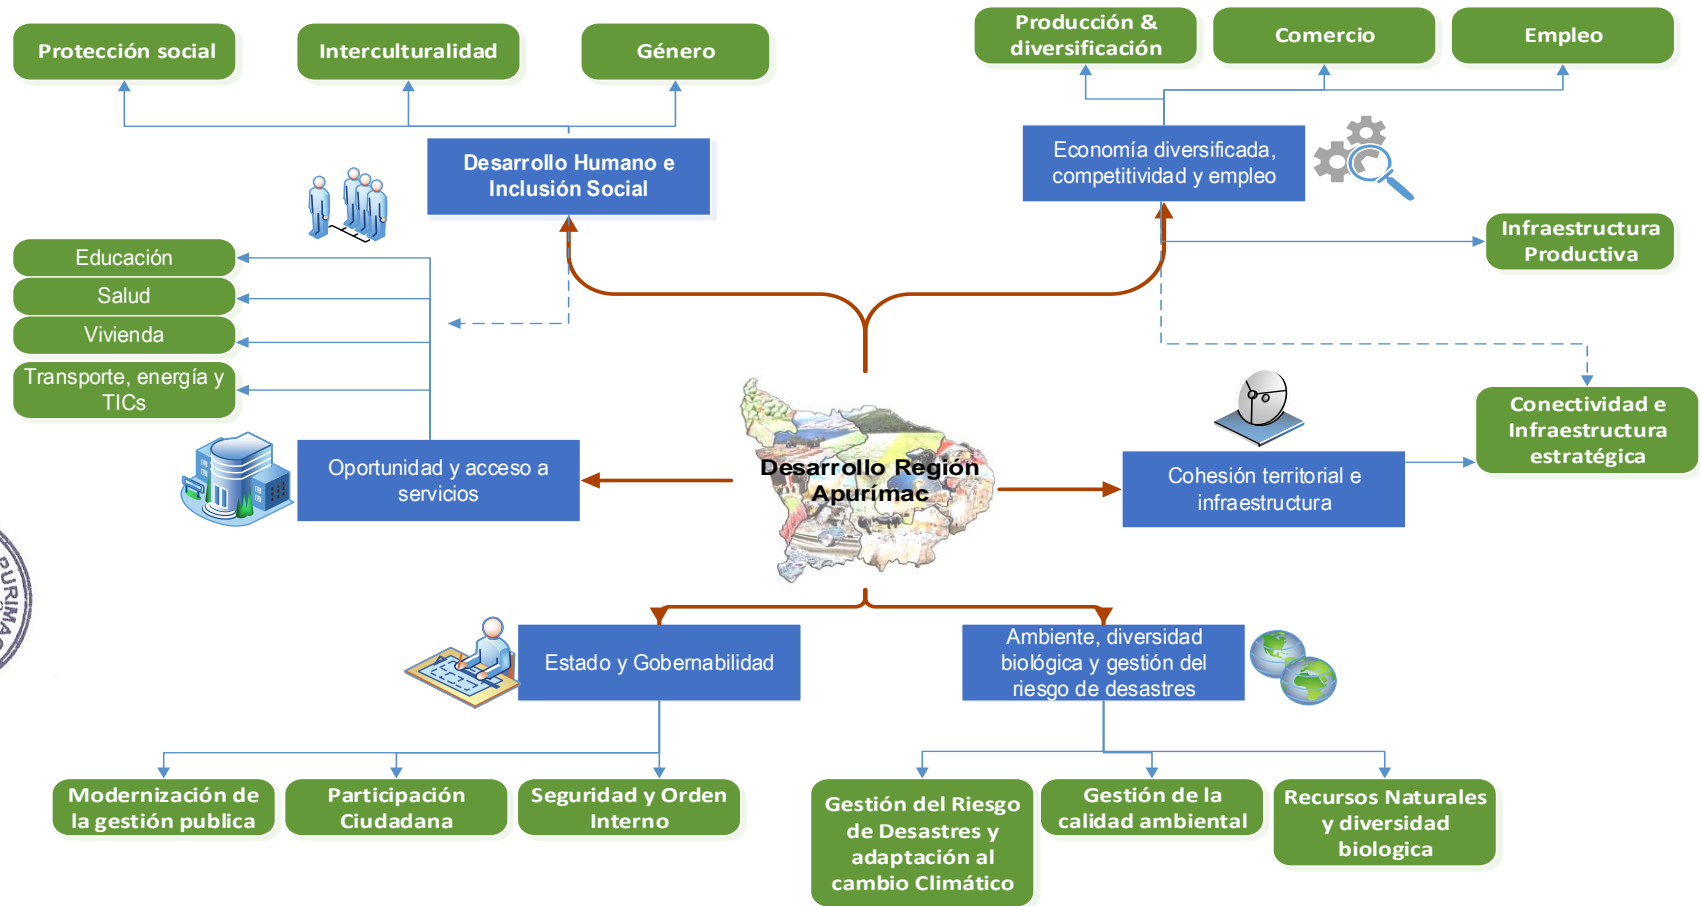 Protección social
Interculturalidad
Género
Producción &
diversificación
Comercio
Empleo
Desarrollo Humano e
Inclusión Social
Economía diversificada,
competitividad y empleo
Infraestructura
Productiva
Educación
Salud
Vivienda
Transporte, energía y
TICs
Conectividad e
Infraestructura
estratégica
Oportunidad y acceso a
servicios
Desarrollo Región
Apurímac
Cohesión territorial e
infraestructura
PURIMAC
Estado y Gobernabilidad
Ambiente, diversidad
biológica y gestión del
riesgo de desastres
Modernización de
la gestión publica
Participación
Ciudadana
Seguridad y Orden
Interno
Gestión del Riesgo
de Desastres y
adaptación al
cambio Climático
Gestión de la
calidad ambiental
Recursos Naturales
y diversidad
biologica